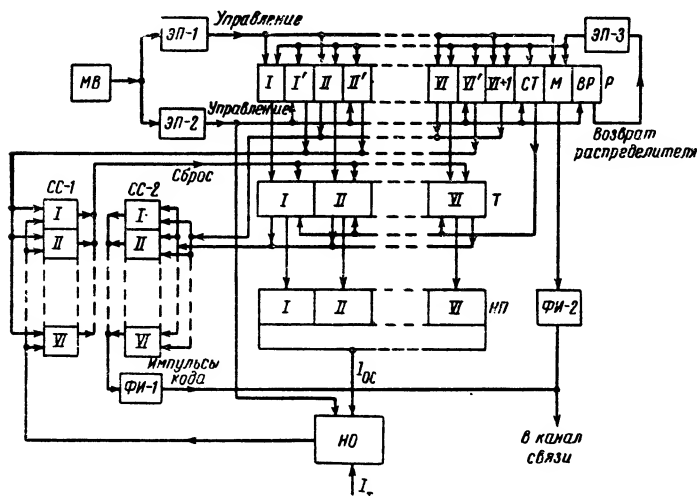 Управление
ЭП-1
ЭП-3
МВ
I I' II II' VI VI' VI+1 СТ М ВР Р
ЭП-2
Управление
Возврат
распределителя
Сброс
СС-1 СС-2
I I II VI Т
I II
II
I II VI НП
VI VI
ФИ-2
Импульсы
кода
ФИ-1
Iос
НО
в канал
связи
Iт